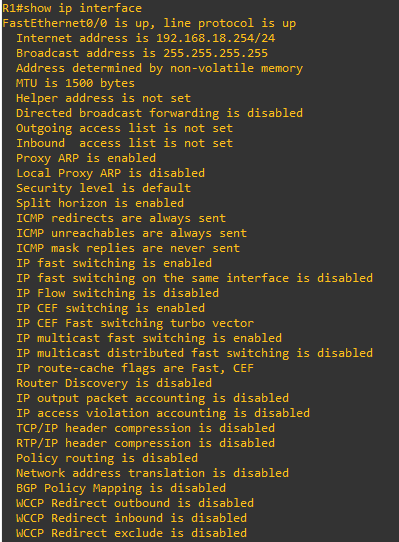 R1#show ip interface
FastEthernet0/0 is up, line protocol is up
  Internet address is 192.168.18.254/24
  Broadcast address is 255.255.255.255
  Address determined by non-volatile memory
  MTU is 1500 bytes
  Helper address is not set
  Directed broadcast forwarding is disabled
  Outgoing access list is not set
  Inbound  access list is not set
  Proxy ARP is enabled
  Local Proxy ARP is disabled
  Security level is default
  Split horizon is enabled
  ICMP redirects are always sent
  ICMP unreachables are always sent
  ICMP mask replies are never sent
  IP fast switching is enabled
  IP fast switching on the same interface is disabled
  IP Flow switching is disabled
  IP CEF switching is enabled
  IP CEF Fast switching turbo vector
  IP multicast fast switching is enabled
  IP multicast distributed fast switching is disabled
  IP route-cache flags are Fast, CEF
  Router Discovery is disabled
  IP output packet accounting is disabled
  IP access violation accounting is disabled
  TCP/IP header compression is disabled
  RTP/IP header compression is disabled
  Policy routing is disabled
  Network address translation is disabled
  BGP Policy Mapping is disabled
  WCCP Redirect outbound is disabled
  WCCP Redirect inbound is disabled
  WCCP Redirect exclude is disabled